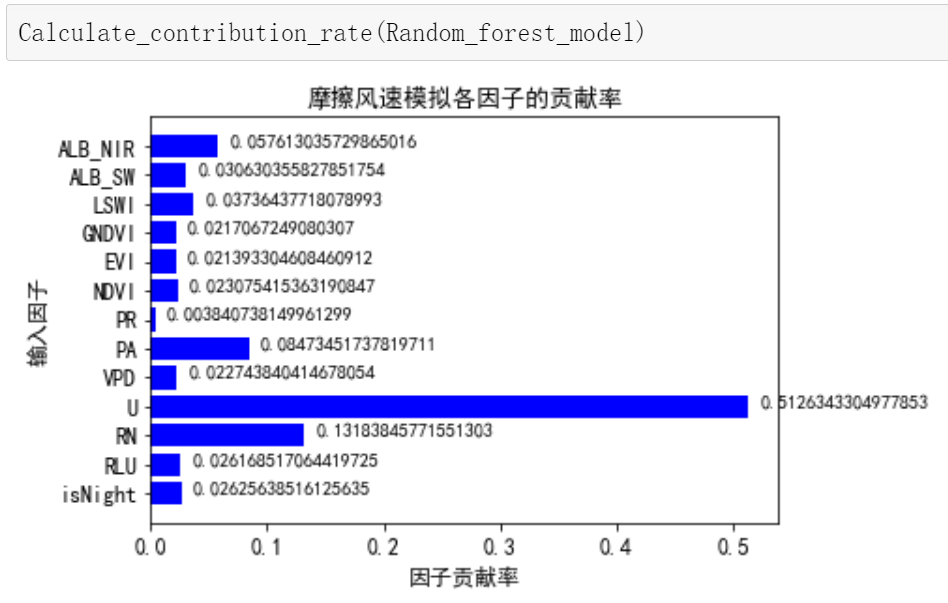 Calculate_contribution_rate(Random_forest_model)
摩擦风速模拟各因子的贡献率
输入因子
ALB_NIR 0.057613035729865016
ALB_SW 0.030630355827851754
LSWI 0.03736437718078993
GNDVI 0.0217067249080307
EVI 0.021393304608460912
NDVI 0.023075415363190847
PR 0.003840738149961299
PA 0.08473451737819711
VPD 0.022743840414678054
U 0.5126343304977853
RN 0.13183845771551303
RLU 0.026168517064419725
isNight 0.02625638516125635
0.0 0.1 0.2 0.3 0.4 0.5
因子贡献率